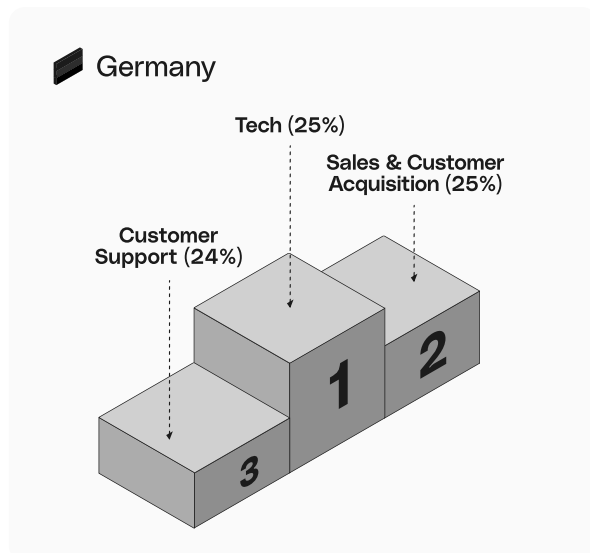 Germany
Tech (25%)
Sales & Customer
Acquisition (25%)
Customer
Support (24%)
1
2
3